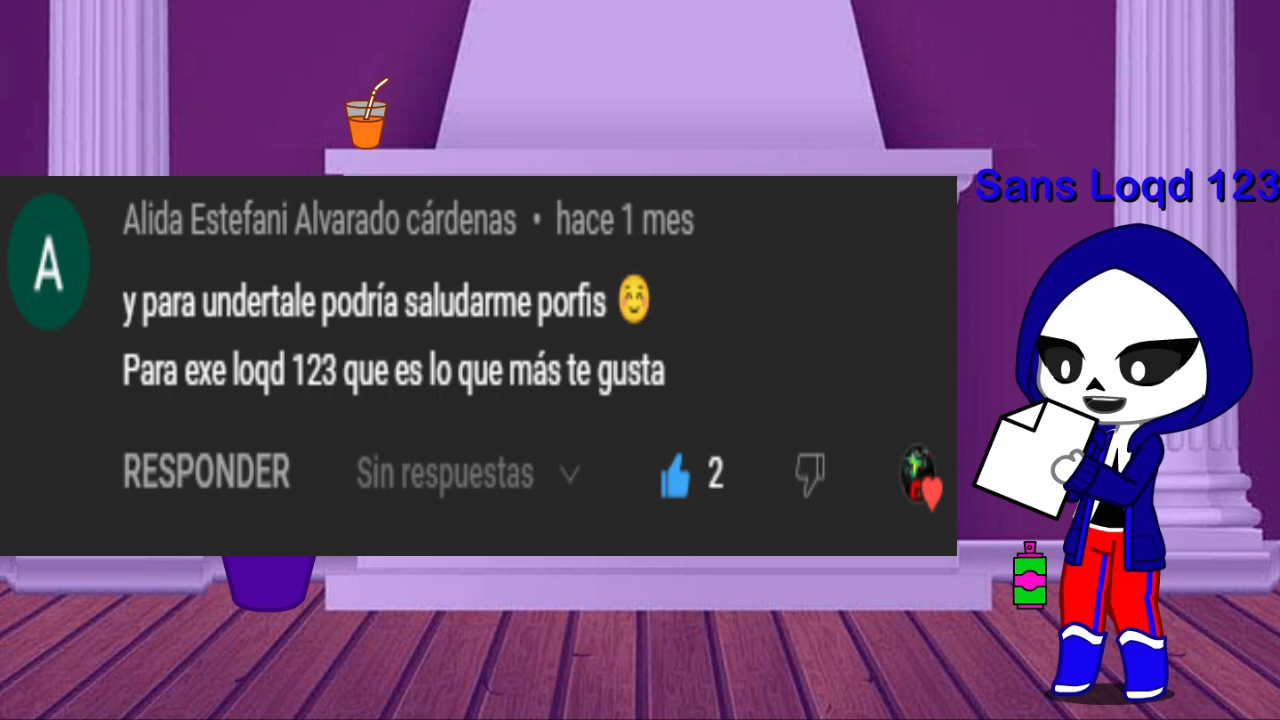 Sans Loqd 123
A
Alida Estefani Alvarado cárdenas • hace 1 mes
y para undertale podría saludarme porfis ☺️
Para exe loqd 123 que es lo que más te gusta
RESPONDER Sin respuestas 2